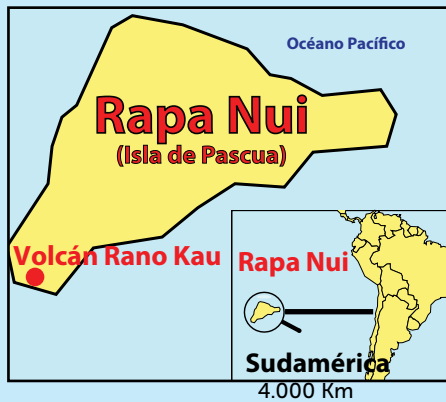 Océano Pacífico
Rapa Nui
(Isla de Pascua)
Volcán Rano Kau
Rapa Nui
Sudamérica
4.000 Km